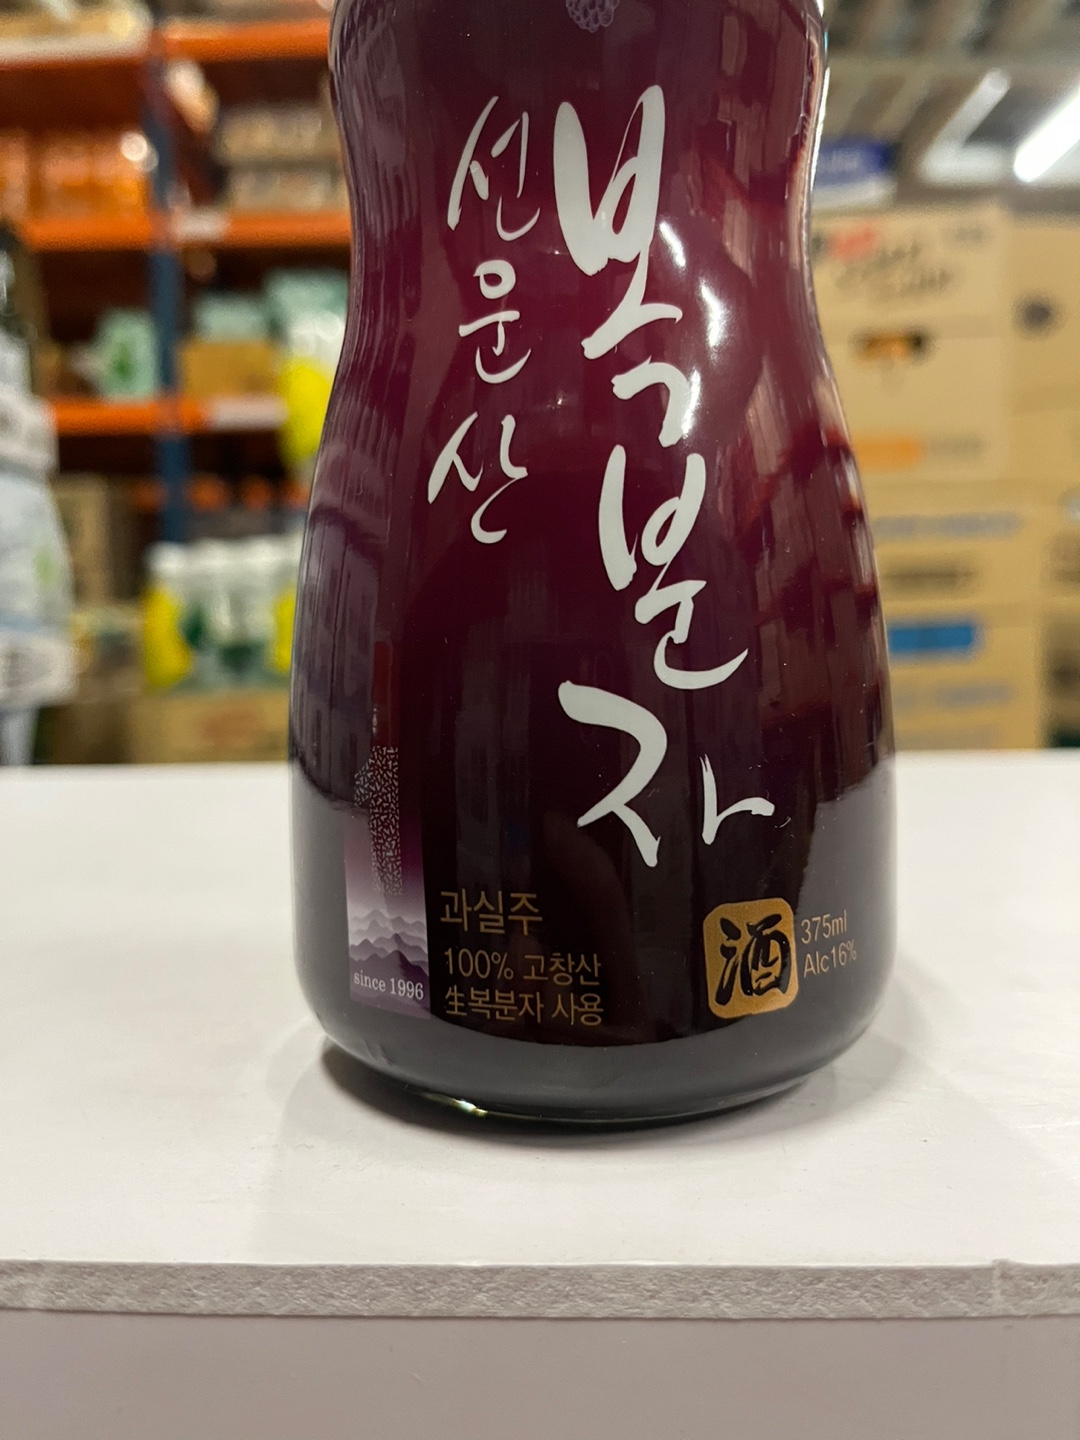 선운산
복분자
1
since 1996
과실주
100% 고창산
生복분자 사용
酒
375ml
Alc16%